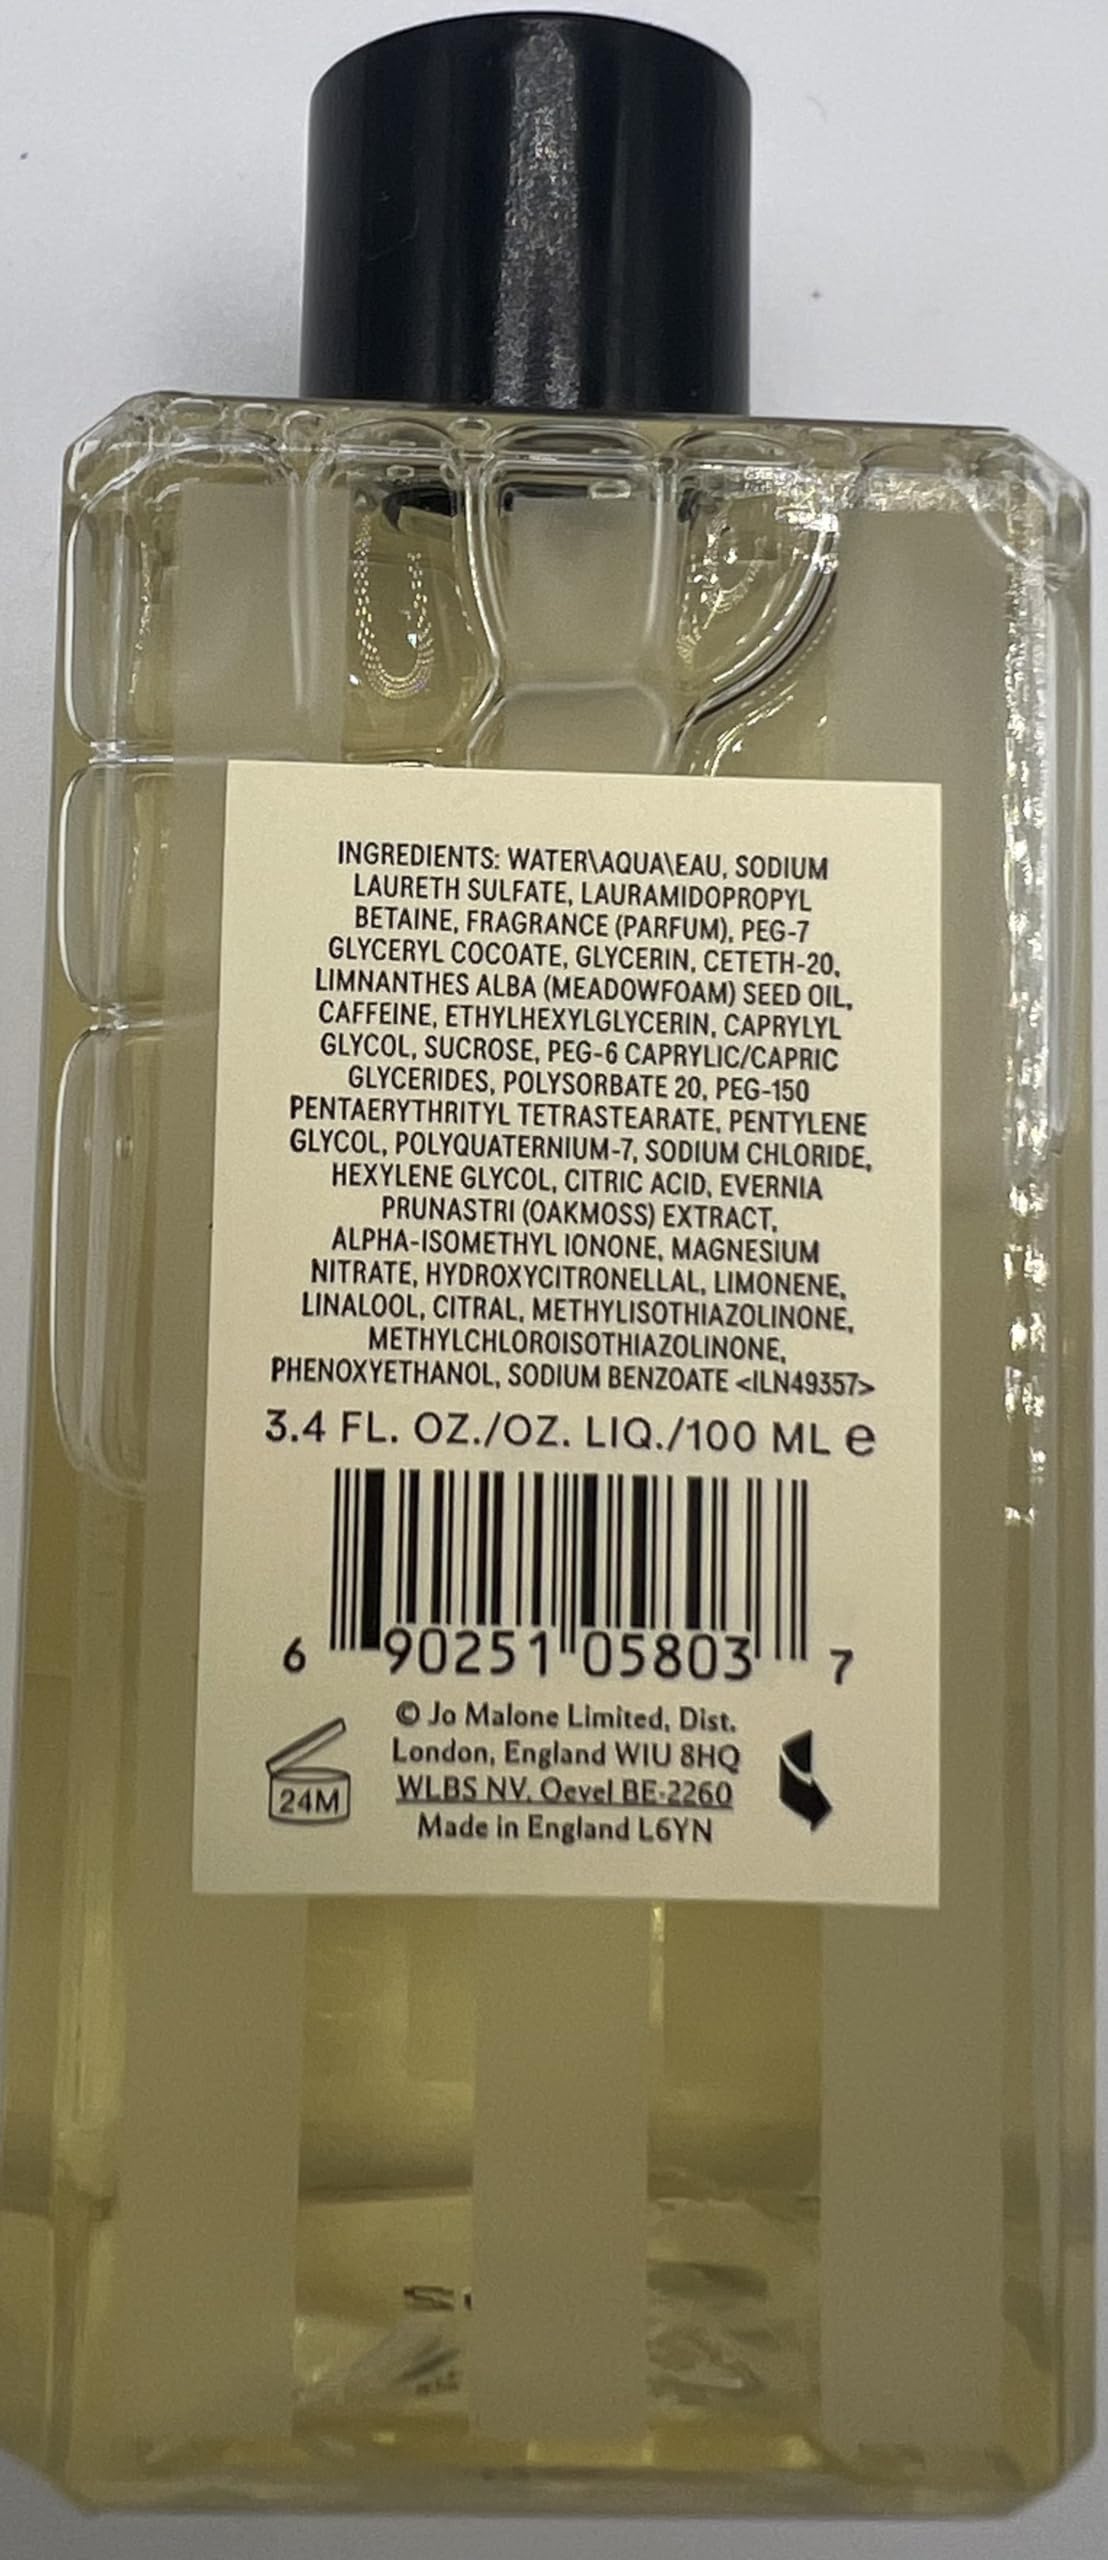 INGREDIENTS: WATER\AQUA\EAU, SODIUM
LAURETH SULFATE, LAURAMIDOPROPYL
BETAINE, FRAGRANCE (PARFUM), PEG-7
GLYCERYL COCOATE, GLYCERIN, CETETH-20,
LIMNANTHES ALBA (MEADOWFOAM) SEED OIL,
CAFFEINE, ETHYLHEXYLGLYCERIN, CAPRYLYL
GLYCOL, SUCROSE, PEG-6 CAPRYLIC/CAPRIC
GLYCERIDES, POLYSORBATE 20, PEG-150
PENTAERYTHRITYL TETRASTEARATE, PENTYLENE
GLYCOL, POLYQUATERNIUM-7, SODIUM CHLORIDE,
HEXYLENE GLYCOL, CITRIC ACID, EVERNIA
PRUNASTRI (OAKMOSS) EXTRACT,
ALPHA-ISOMETHYL IONONE, MAGNESIUM
NITRATE, HYDROXYCITRONELLAL, LIMONENE,
LINALOOL, CITRAL, METHYLISOTHIAZOLINONE,
METHYLCHLOROISOTHIAZOLINONE,
PHENOXYETHANOL, SODIUM BENZOATE <ILN49357>
3.4 FL. OZ./OZ. LIQ./100 ML e
6 90251 05803 7
© Jo Malone Limited, Dist.
London, England W1U 8HQ
WLBS NV, Oevel BE-2260
Made in England L6YN
24M